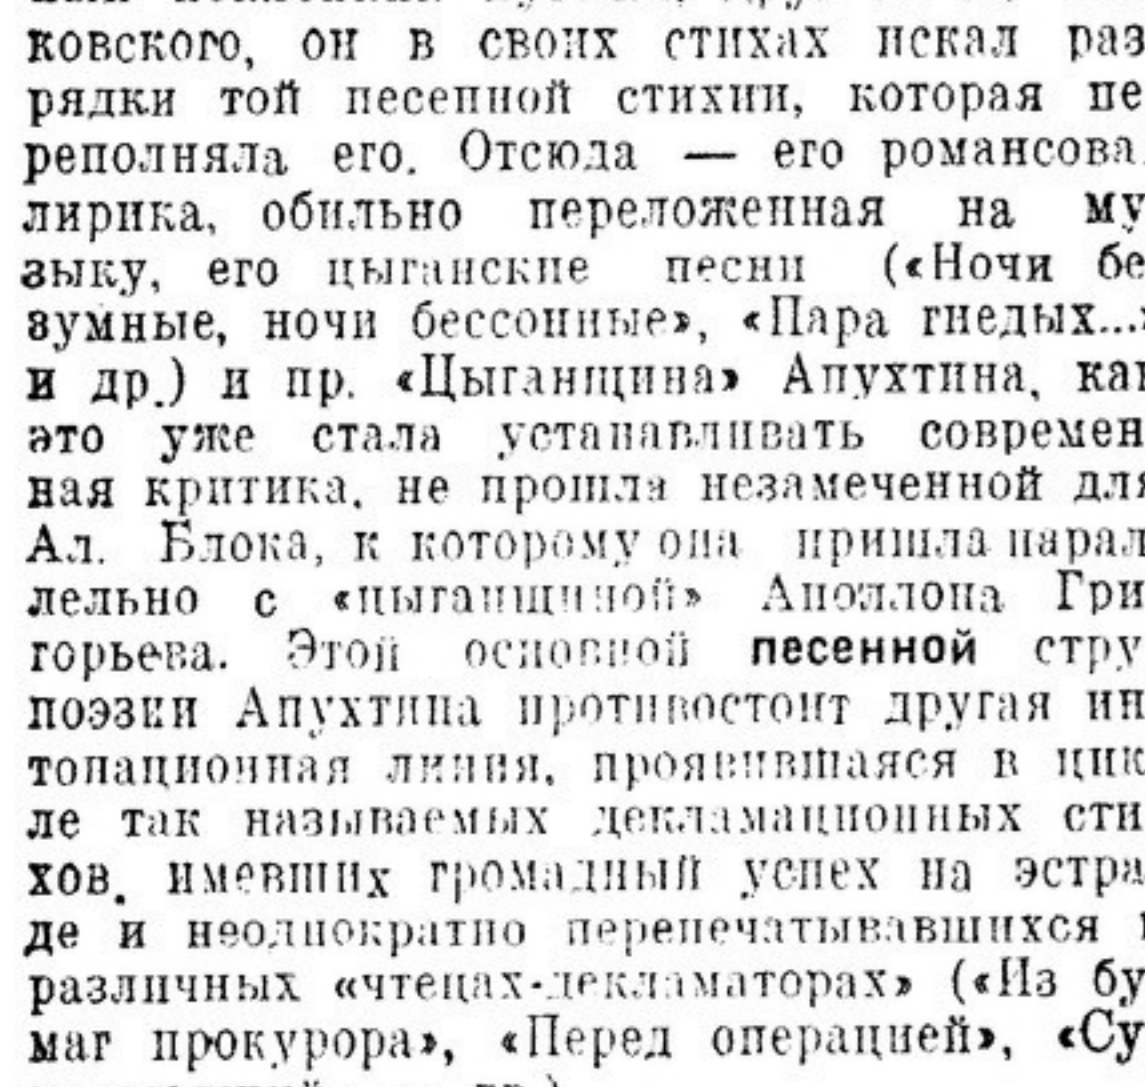 ковского, он в своих стихах искал раз
рядки той песенной стихии, которая пе
реполняла его. Отсюда — его романсова
лирика, обильно переложенная на му
зыку, его цыганские песни («Ночи бе
зумные, ночи бессонные», «Пара гнедых...
и др.) и пр. «Цыганщина» Апухтина, как
это уже стала устанавливать современ
ная критика, не прошла незамеченной для
Ал. Блока, к которому она пришла парал
лельно с «цыганщиной» Аполлона Гри
горьева. Этой основной песенной стру
поэзии Апухтина противостоит другая ин
тонационная линия, проявившаяся в цик
ле так называемых декламационных сти
хов, имевших громадный успех на эстра
де и неоднократно перепечатывавшихся в
различных «чтецах-декламаторах» («Из бу
маг прокурора», «Перед операцией», «Су